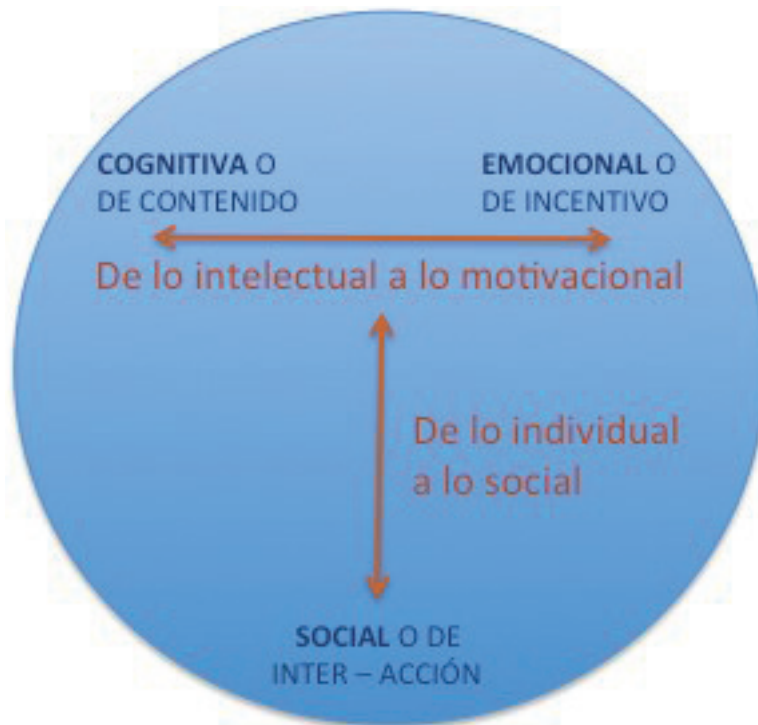 COGNITIVA O
DE CONTENIDO
EMOCIONAL O
DE INCENTIVO
De lo intelectual a lo motivacional
De lo individual
a lo social
SOCIAL O DE
INTER – ACCIÓN